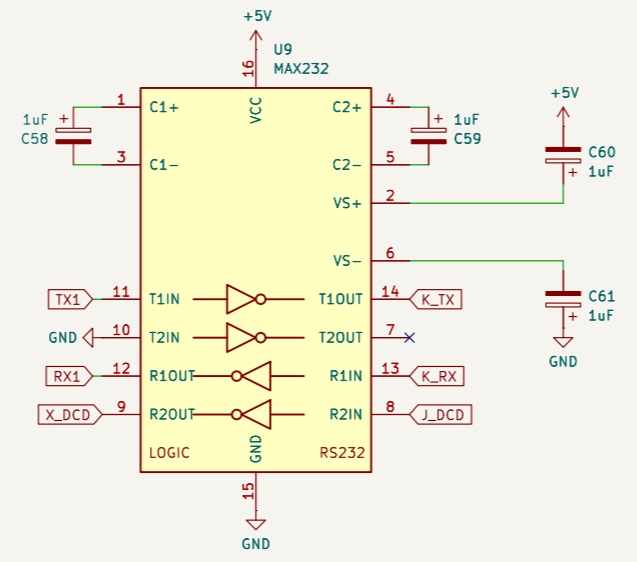 +5V
U9
MAX232
16
VCC
1
C1+
C2+
4
1uF
+
C58
+
1uF
C59
+5V
3
C1-
C2-
5
C60
+
1uF
VS+
2
VS-
6
TX1
11
T1IN
T1OUT
14
K_TX
C61
+
1uF
GND
10
T2IN
T2OUT
7
GND
RX1
12
R1OUT
R1IN
13
K_RX
X_DCD
9
R2OUT
R2IN
8
J_DCD
LOGIC
GND
RS232
15
GND